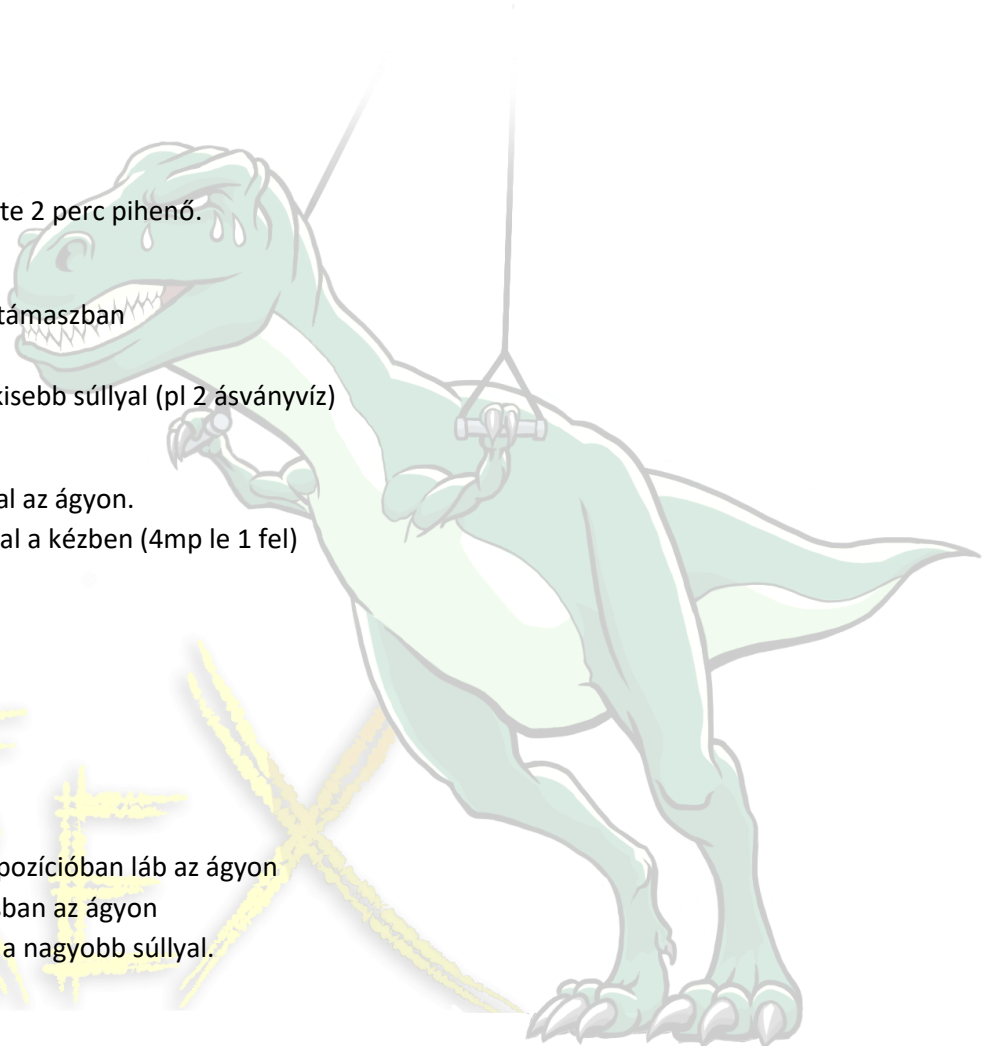 te 2 perc pihenő.
támaszban
kisebb súllyal (pl 2 ásványvíz)
al az ágyon.
al a kézben (4mp le 1 fel)
EX
pozícióban láb az ágyon
ban az ágyon
a nagyobb súllyal.